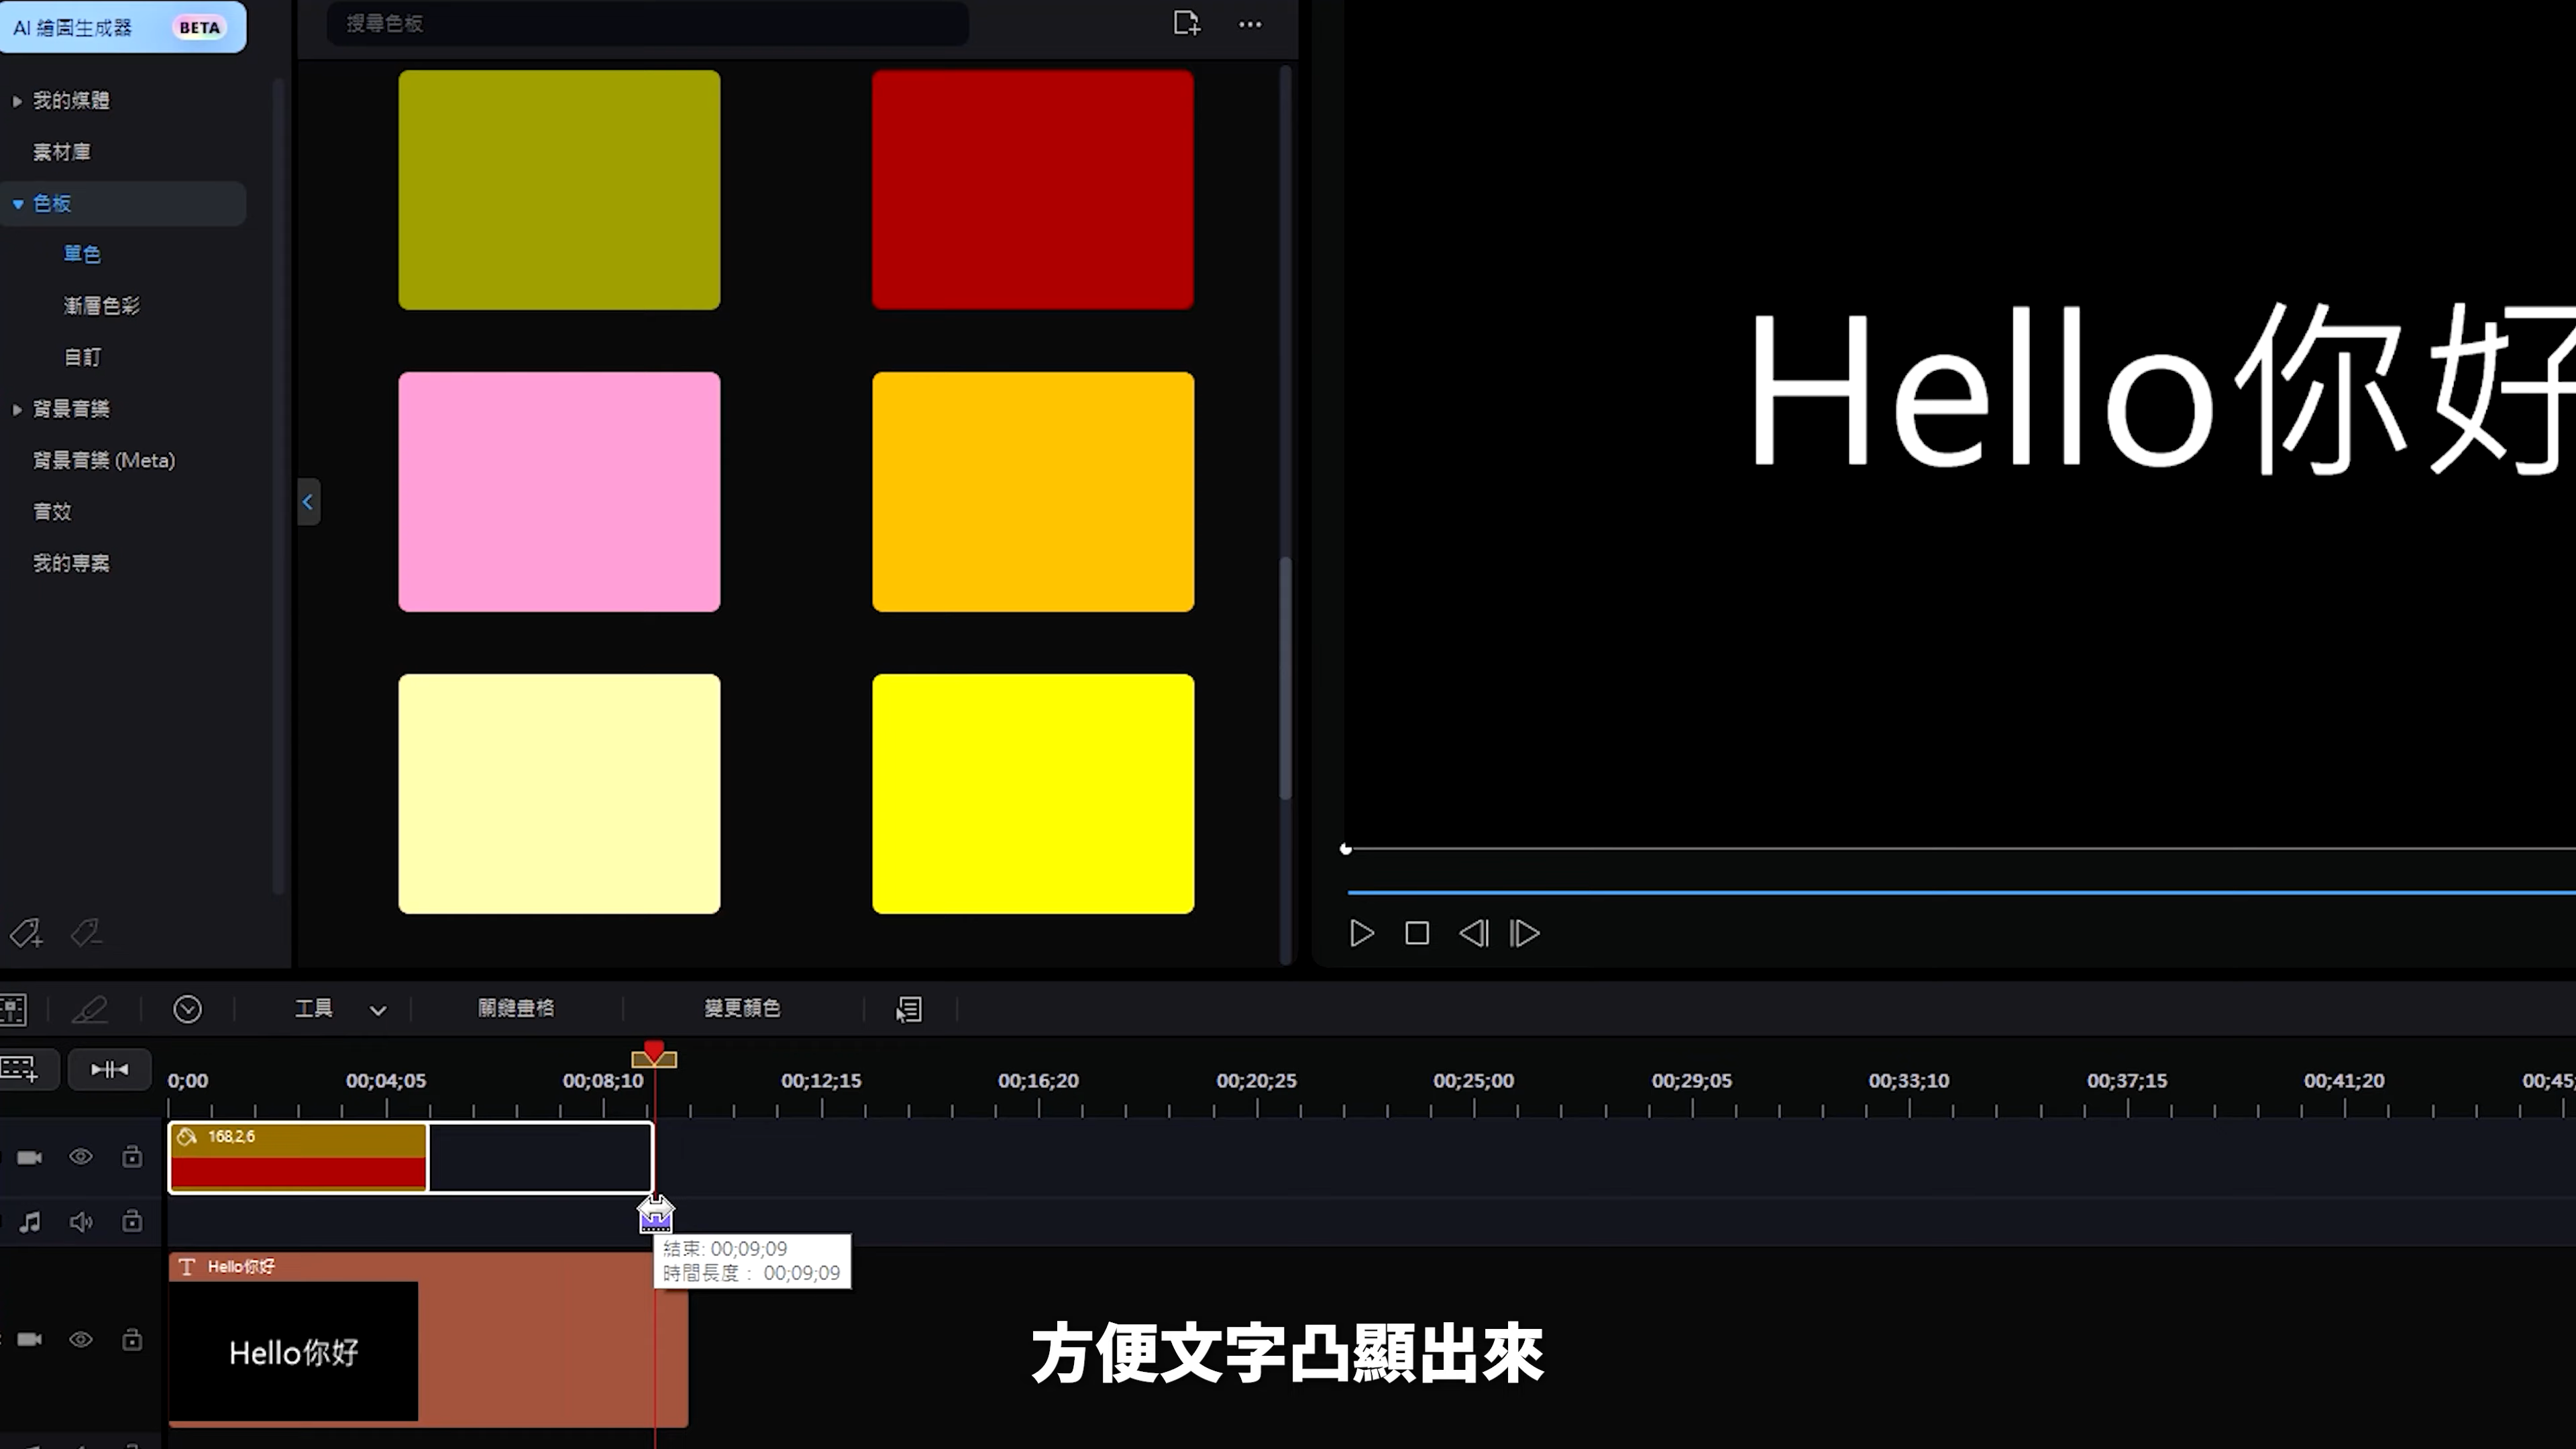 AI 繪圖生成器 BETA
搜尋色板
我的媒體
素材庫
色板
單色
漸層色彩
自訂
背景音樂
背景音樂 (Meta)
音效
我的專案
Hello你好
工具
關鍵畫格
變更顏色
0;00 00;04;05 00;08;10 00;12;15 00;16;20 00;20;25 00;25;00 00;29;05 00;33;10 00;37;15 00;41;20 00;45;
168,2,6
結束: 00;09;09
時間長度： 00;09;09
Hello你好
Hello你好
方便文字凸顯出來